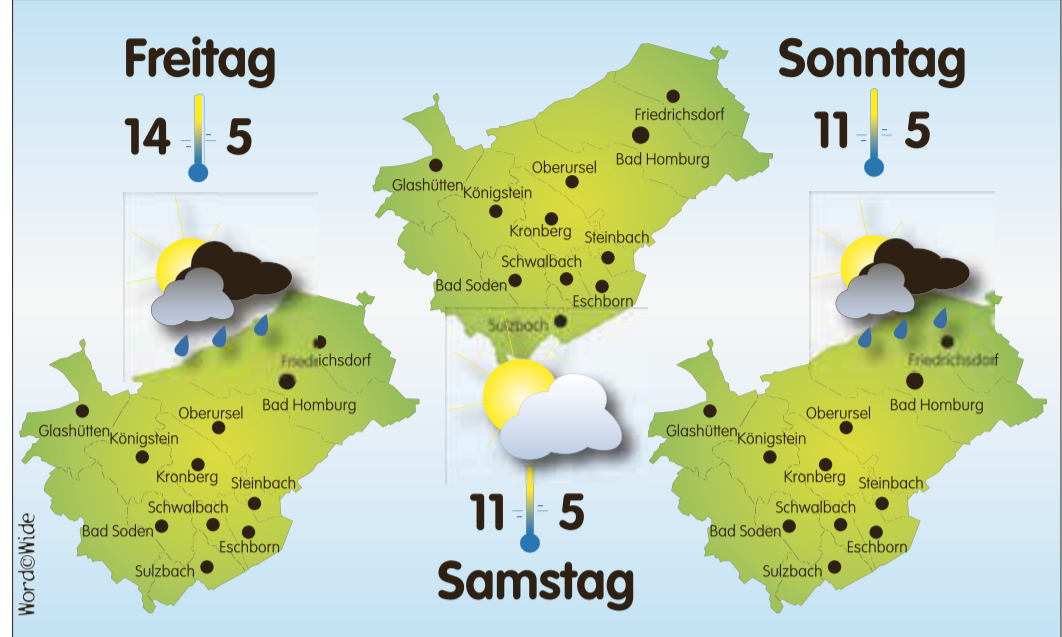 Freitag
14 5
Friedrichsdorf
Bad Homburg
Oberursel
Glashütten
Königstein
Kronberg
Steinbach
Schwalbach
Bad Soden
Eschborn
Sulzbach
Friedrichsdorf
Bad Homburg
Oberursel
Glashütten
Königstein
Kronberg
Steinbach
Schwalbach
Bad Soden
Eschborn
Sulzbach
11 5
Samstag
Sonntag
11 5
Friedrichsdorf
Bad Homburg
Oberursel
Glashütten
Königstein
Kronberg
Steinbach
Schwalbach
Bad Soden
Eschborn
Sulzbach
Word©Wide